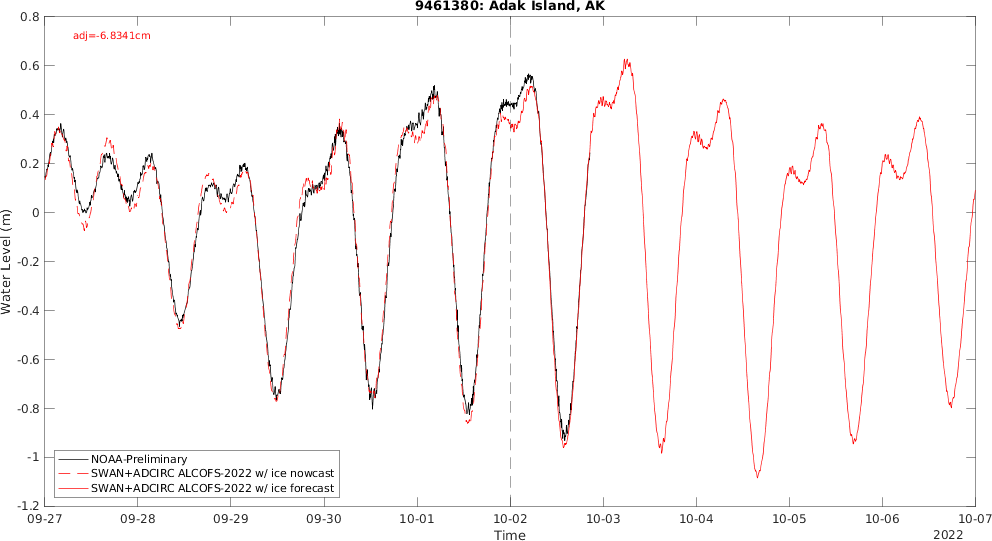 9461380: Adak Island, AK
adj=-6.8341cm
0.8
0.6
0.4
0.2
0
-0.2
-0.4
-0.6
-0.8
-1
-1.2
Water Level (m)
NOAA-Preliminary
SWAN+ADCIRC ALCOFS-2022 w/ ice nowcast
SWAN+ADCIRC ALCOFS-2022 w/ ice forecast
09-27 09-28 09-29 09-30 10-01 10-02 10-03 10-04 10-05 10-06 10-07
Time
2022